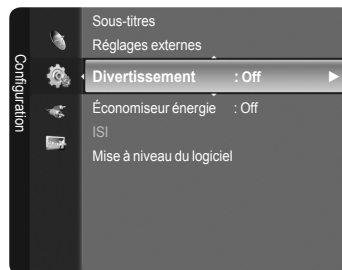 Configuration
Sous-titres
Réglages externes
Divertissement : Off
Économiseur énergie : Off
ISI
Mise à niveau du logiciel